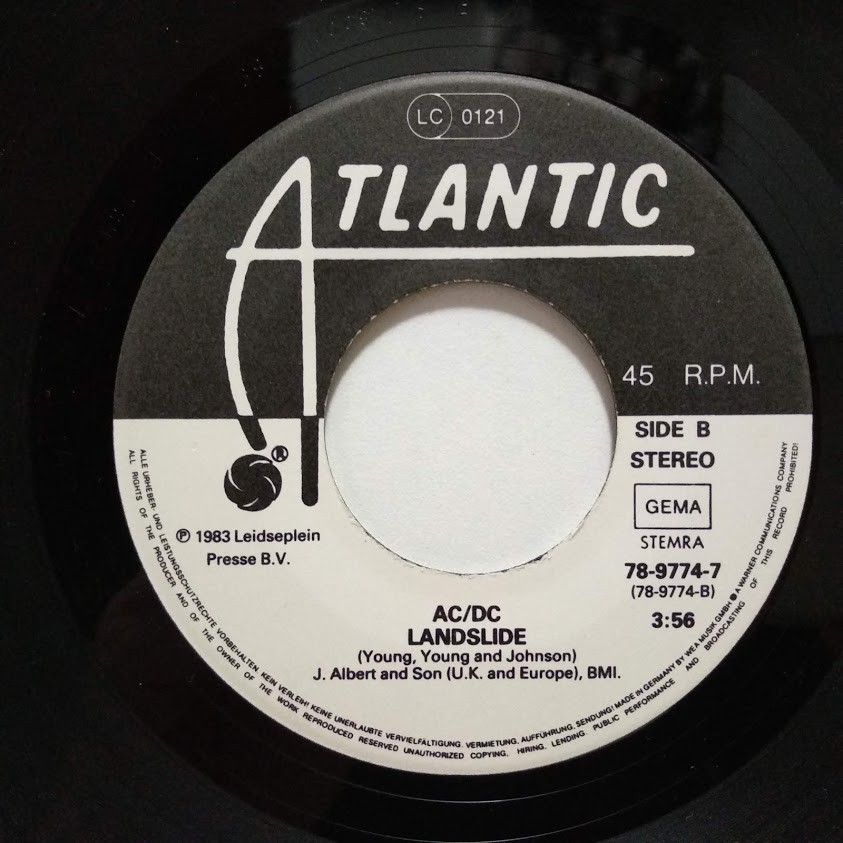 LC 0121
ATLANTIC
45 R.P.M.
SIDE B
STEREO
®
GEMA
STEMRA
℗ 1983 Leidseplein
Presse B.V.
78-9774-7
(78-9774-B)
3:56
AC/DC
LANDSLIDE
(Young, Young and Johnson)
J. Albert and Son (U.K. and Europe), BMI.
ALLE URHEBER- UND LEISTUNGSSCHUTZRECHTE VORBEHALTEN. KEIN VERLEIH! KEINE UNERLAUBTE VERVIELFÄLTIGUNG, VERMIETUNG, AUFFÜHRUNG, SENDUNG! MADE IN GERMANY BY WEA MUSIK GMBH ● A WARNER COMMUNICATIONS COMPANY
ALL RIGHTS OF THE PRODUCER AND OF THE OWNER OF THE WORK REPRODUCED RESERVED UNAUTHORIZED COPYING, HIRING, LENDING PUBLIC PERFORMANCE AND BROADCASTING OF THIS RECORD PROHIBITED!